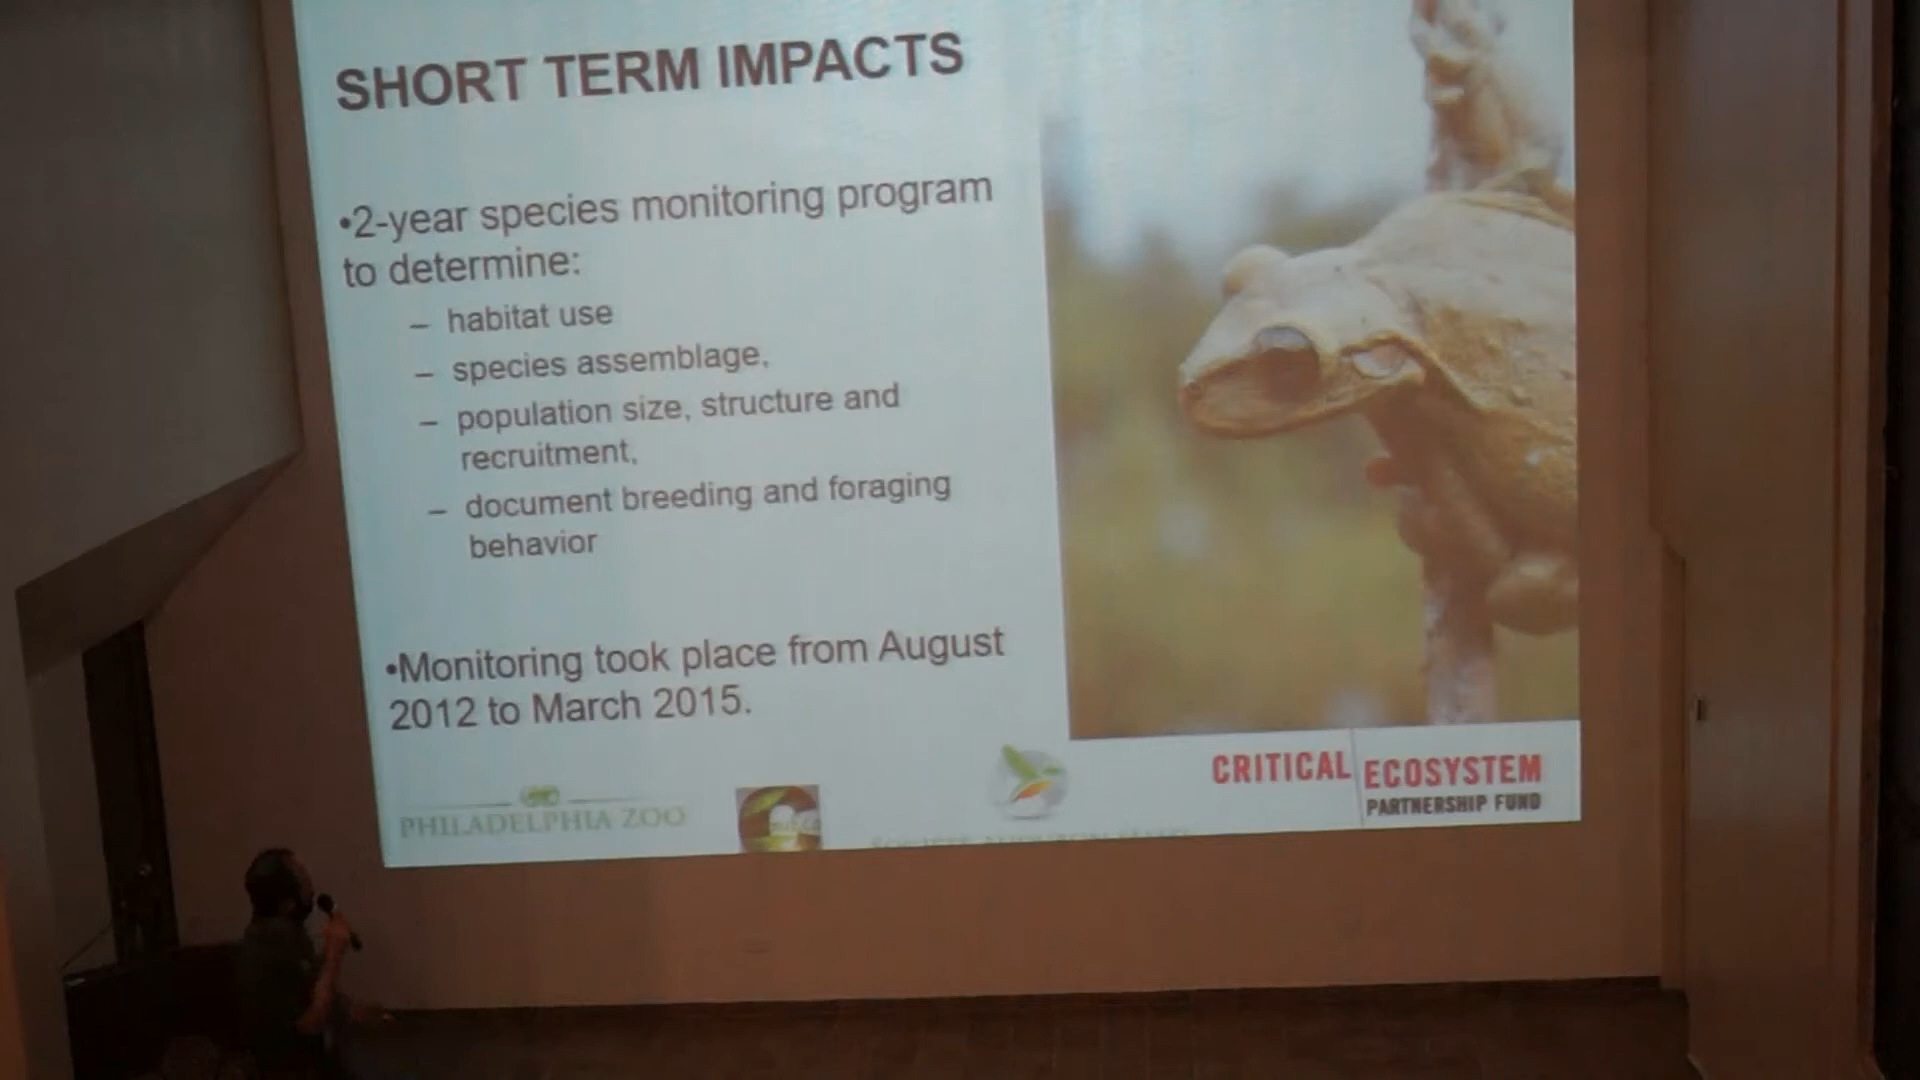 SHORT TERM IMPACTS
•2-year species monitoring program
to determine:
– habitat use
– species assemblage,
– population size, structure and
recruitment,
– document breeding and foraging
behavior
•Monitoring took place from August
2012 to March 2015.
PHILADELPHIA ZOO
CRITICAL ECOSYSTEM
PARTNERSHIP FUND